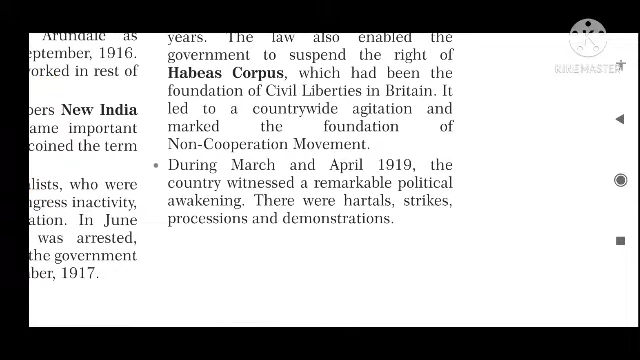 Arundale as
eptember, 1916.
orked in rest of
pers New India
ame important
coined the term
lists, who were
ngress inactivity,
ation. In June
was arrested,
the government
ber, 1917.
years. The law also enabled the
government to suspend the right of
Habeas Corpus, which had been the
foundation of Civil Liberties in Britain. It
led to a countrywide agitation and
marked the foundation of
Non-Cooperation Movement.
• During March and April 1919, the
country witnessed a remarkable political
awakening. There were hartals, strikes,
processions and demonstrations.
KINEMASTER